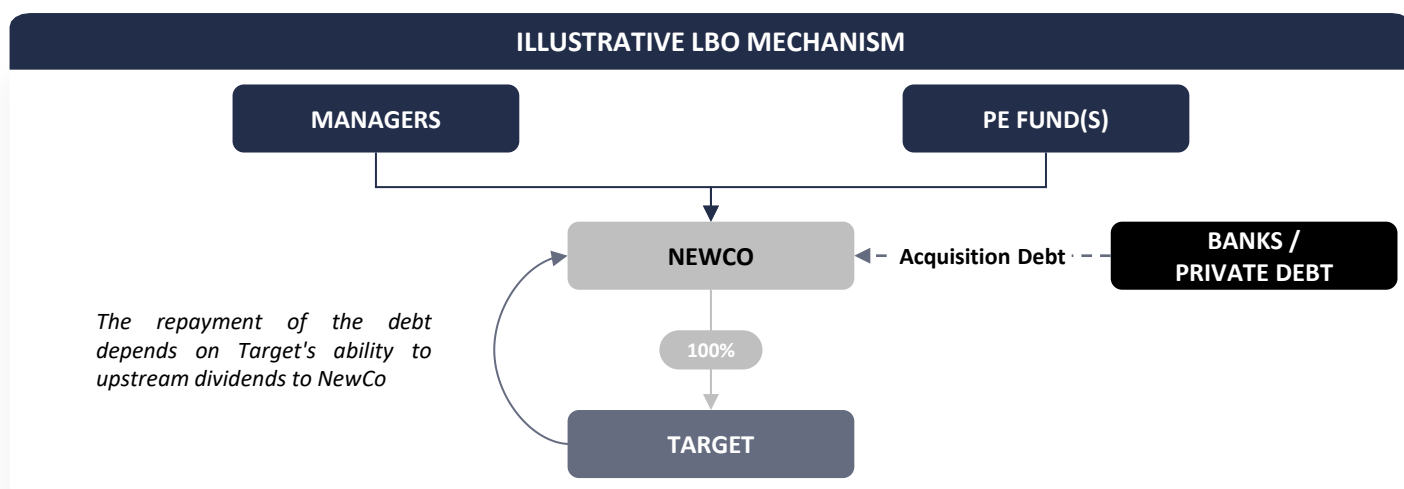 ILLUSTRATIVE LBO MECHANISM
MANAGERS
PE FUND(S)
NEWCO
Acquisition Debt
BANKS /
PRIVATE DEBT
The repayment of the debt
depends on Target's ability to
upstream dividends to NewCo
100%
TARGET